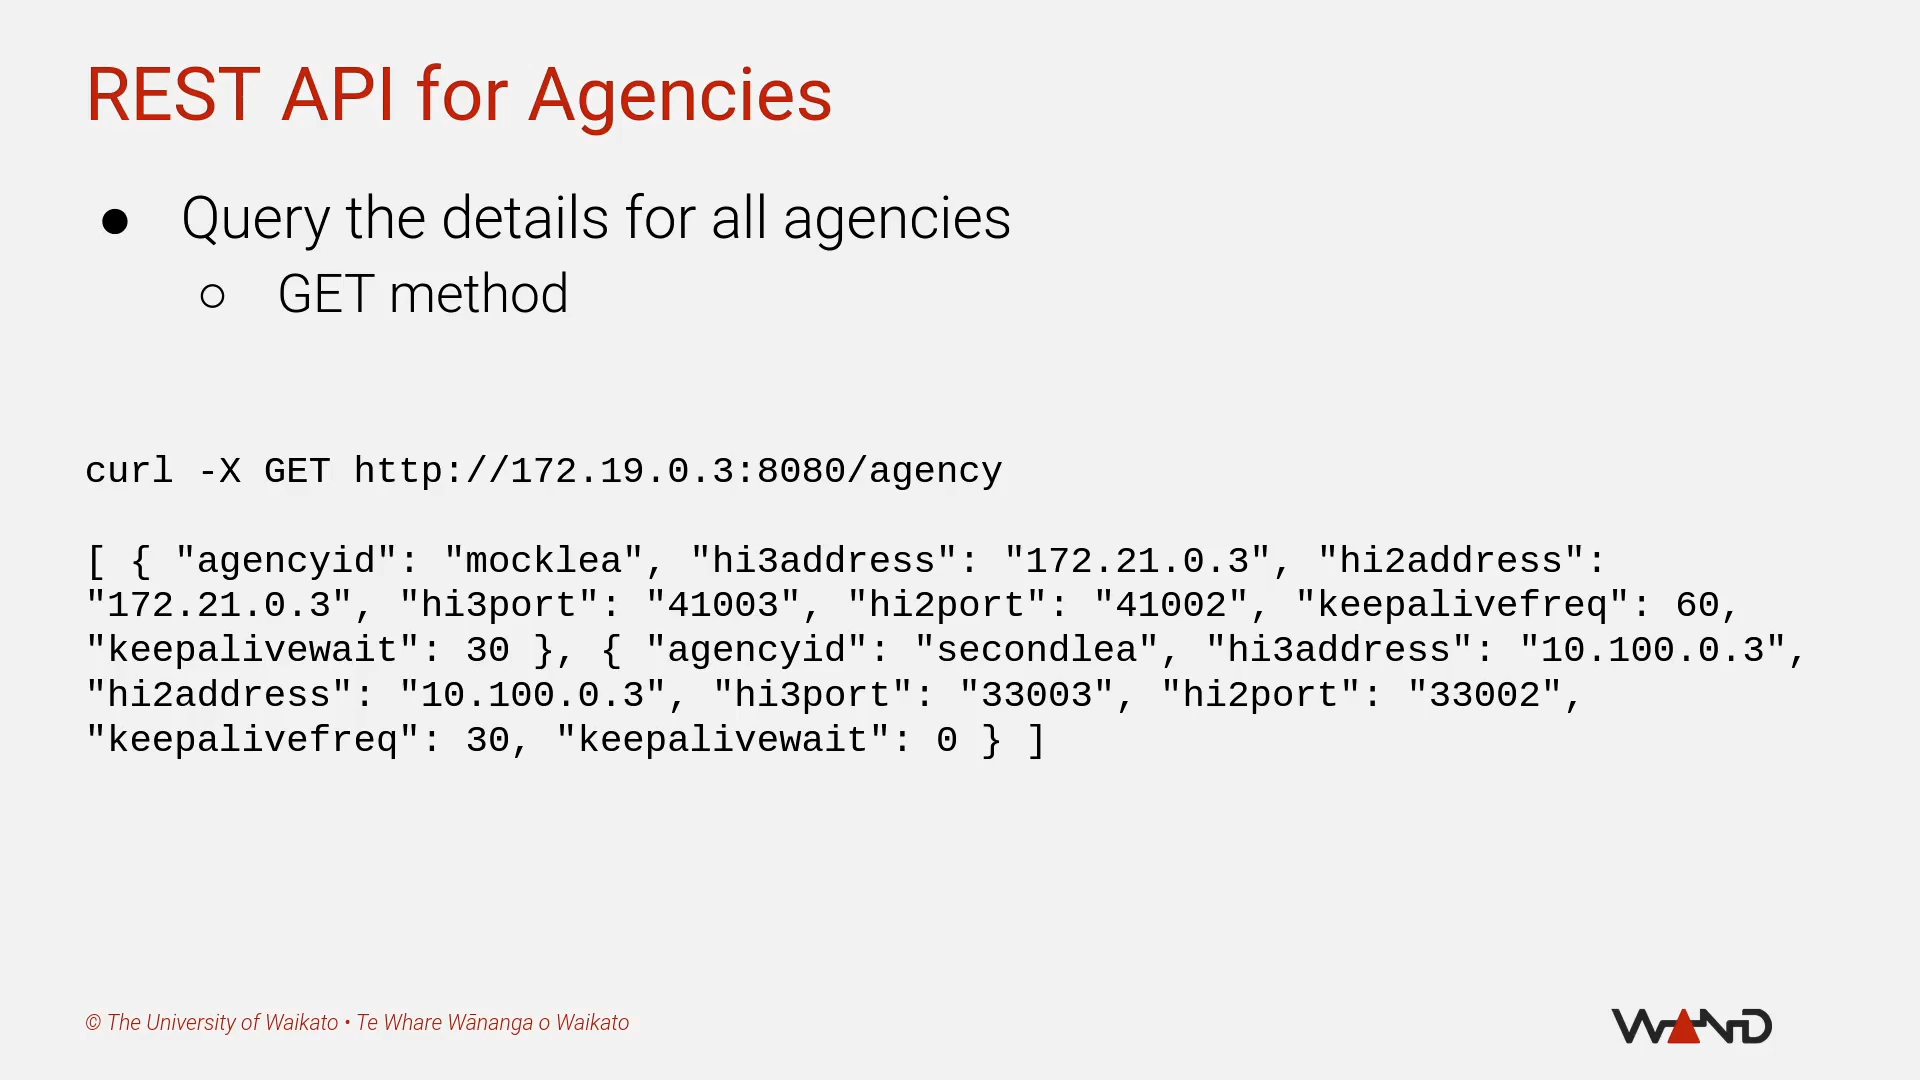 REST API for Agencies
● Query the details for all agencies
○ GET method
curl -X GET http://172.19.0.3:8080/agency
[ { "agencyid": "mocklea", "hi3address": "172.21.0.3", "hi2address":
"172.21.0.3", "hi3port": "41003", "hi2port": "41002", "keepalivefreq": 60,
"keepalivewait": 30 }, { "agencyid": "secondlea", "hi3address": "10.100.0.3",
"hi2address": "10.100.0.3", "hi3port": "33003", "hi2port": "33002",
"keepalivefreq": 30, "keepalivewait": 0 } ]
© The University of Waikato • Te Whare Wānanga o Waikato
WAND